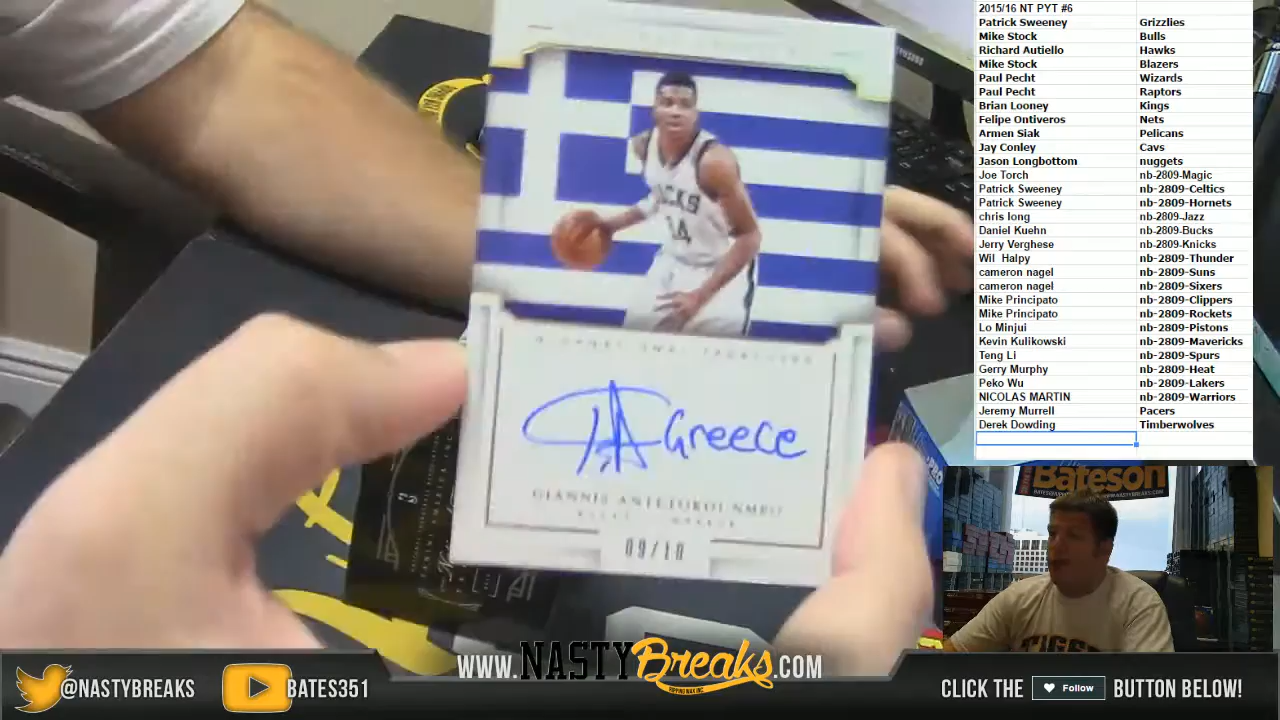 2015/16 NT PYT #6
Patrick Sweeney Grizzlies
Mike Stock Bulls
Richard Autiello Hawks
Mike Stock Blazers
Paul Pecht Wizards
Paul Pecht Raptors
Brian Looney Kings
Felipe Ontiveros Nets
Armen Siak Pelicans
Jay Conley Cavs
Jason Longbottom nuggets
Joe Torch nb-2809-Magic
Patrick Sweeney nb-2809-Celtics
Patrick Sweeney nb-2809-Hornets
chris long nb-2809-Jazz
Daniel Kuehn nb-2809-Bucks
Jerry Verghese nb-2809-Knicks
Wil Halpy nb-2809-Thunder
cameron nagel nb-2809-Suns
cameron nagel nb-2809-Sixers
Mike Principato nb-2809-Clippers
Mike Principato nb-2809-Rockets
Lo Minjui nb-2809-Pistons
Kevin Kulikowski nb-2809-Mavericks
Teng Li nb-2809-Spurs
Gerry Murphy nb-2809-Heat
Peko Wu nb-2809-Lakers
NICOLAS MARTIN nb-2809-Warriors
Jeremy Murrell Pacers
Derek Dowding Timberwolves
BUCKS
Greece
GIANNIS ANTETOKOUNMPO
09/10
Bateson
WWW.NASTYBreaks.COM
@NASTYBREAKS
BATES351
CLICK THE Follow BUTTON BELOW!